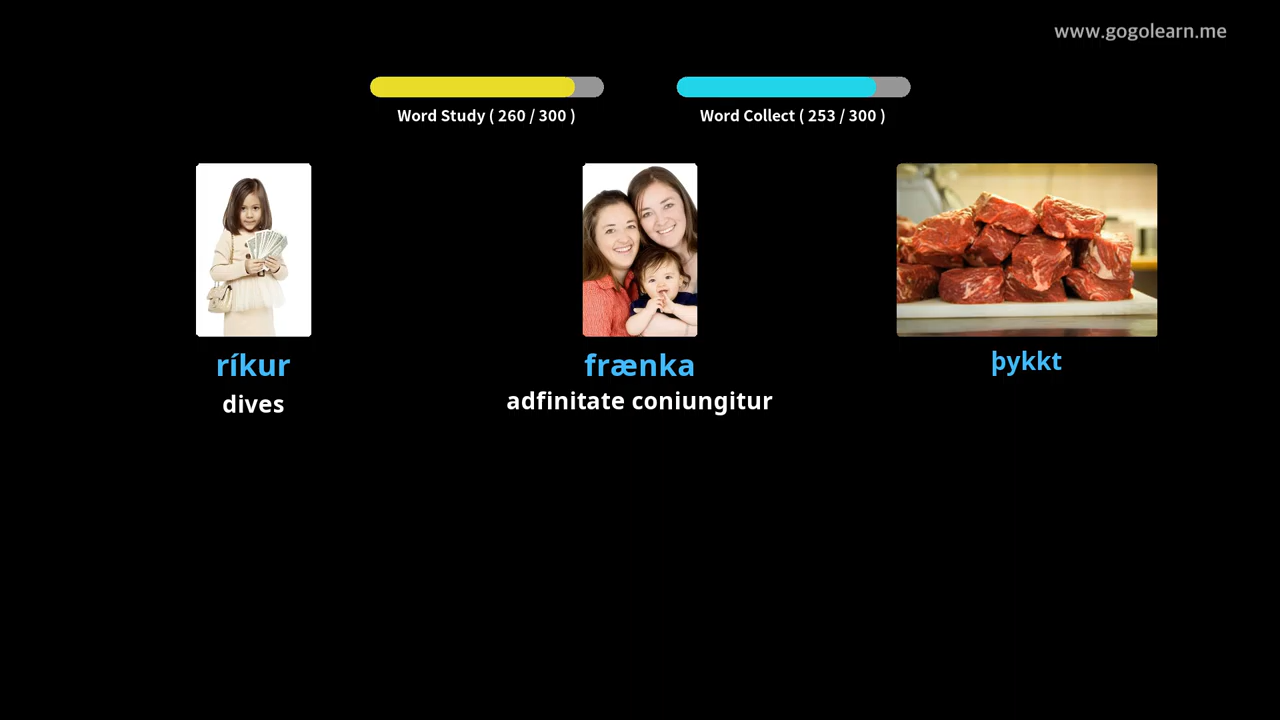 www.gogolearn.me
Word Study ( 260 / 300 )
Word Collect ( 253 / 300 )
ríkur
frænka
þykkt
dives
adfinitate coniungitur